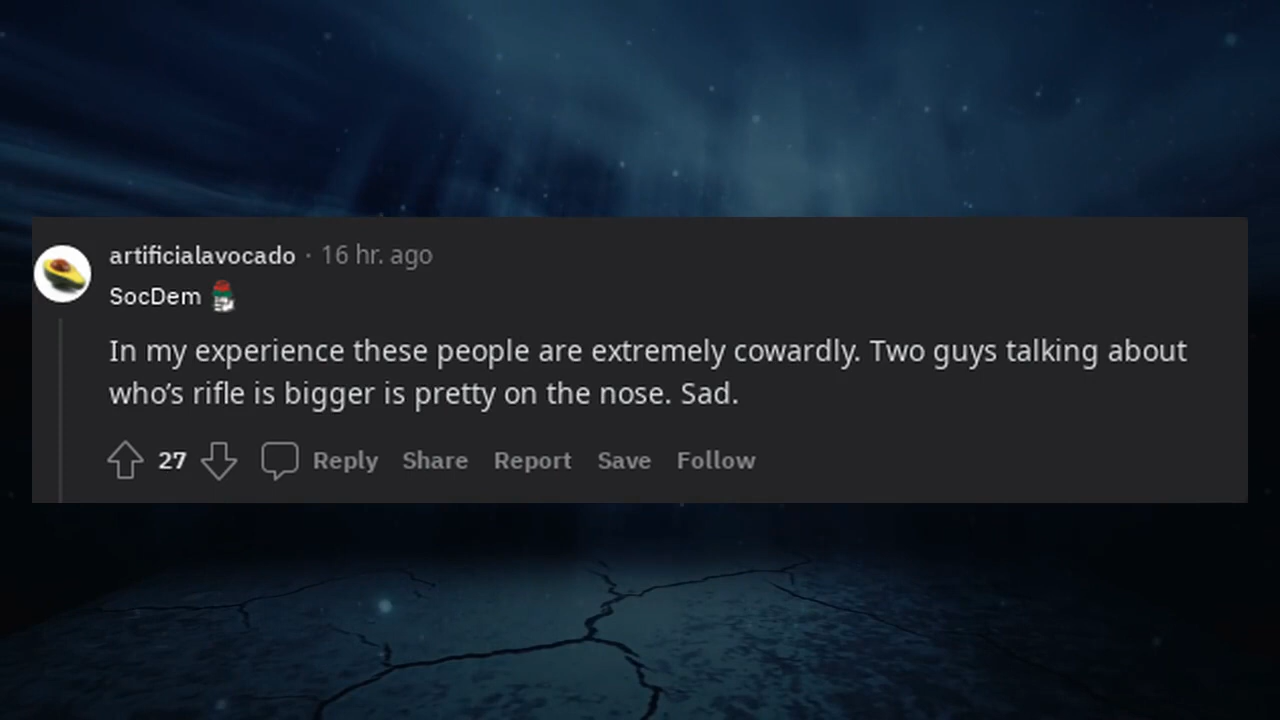 artificialavocado · 16 hr. ago
SocDem
In my experience these people are extremely cowardly. Two guys talking about
who’s rifle is bigger is pretty on the nose. Sad.
27 Reply Share Report Save Follow